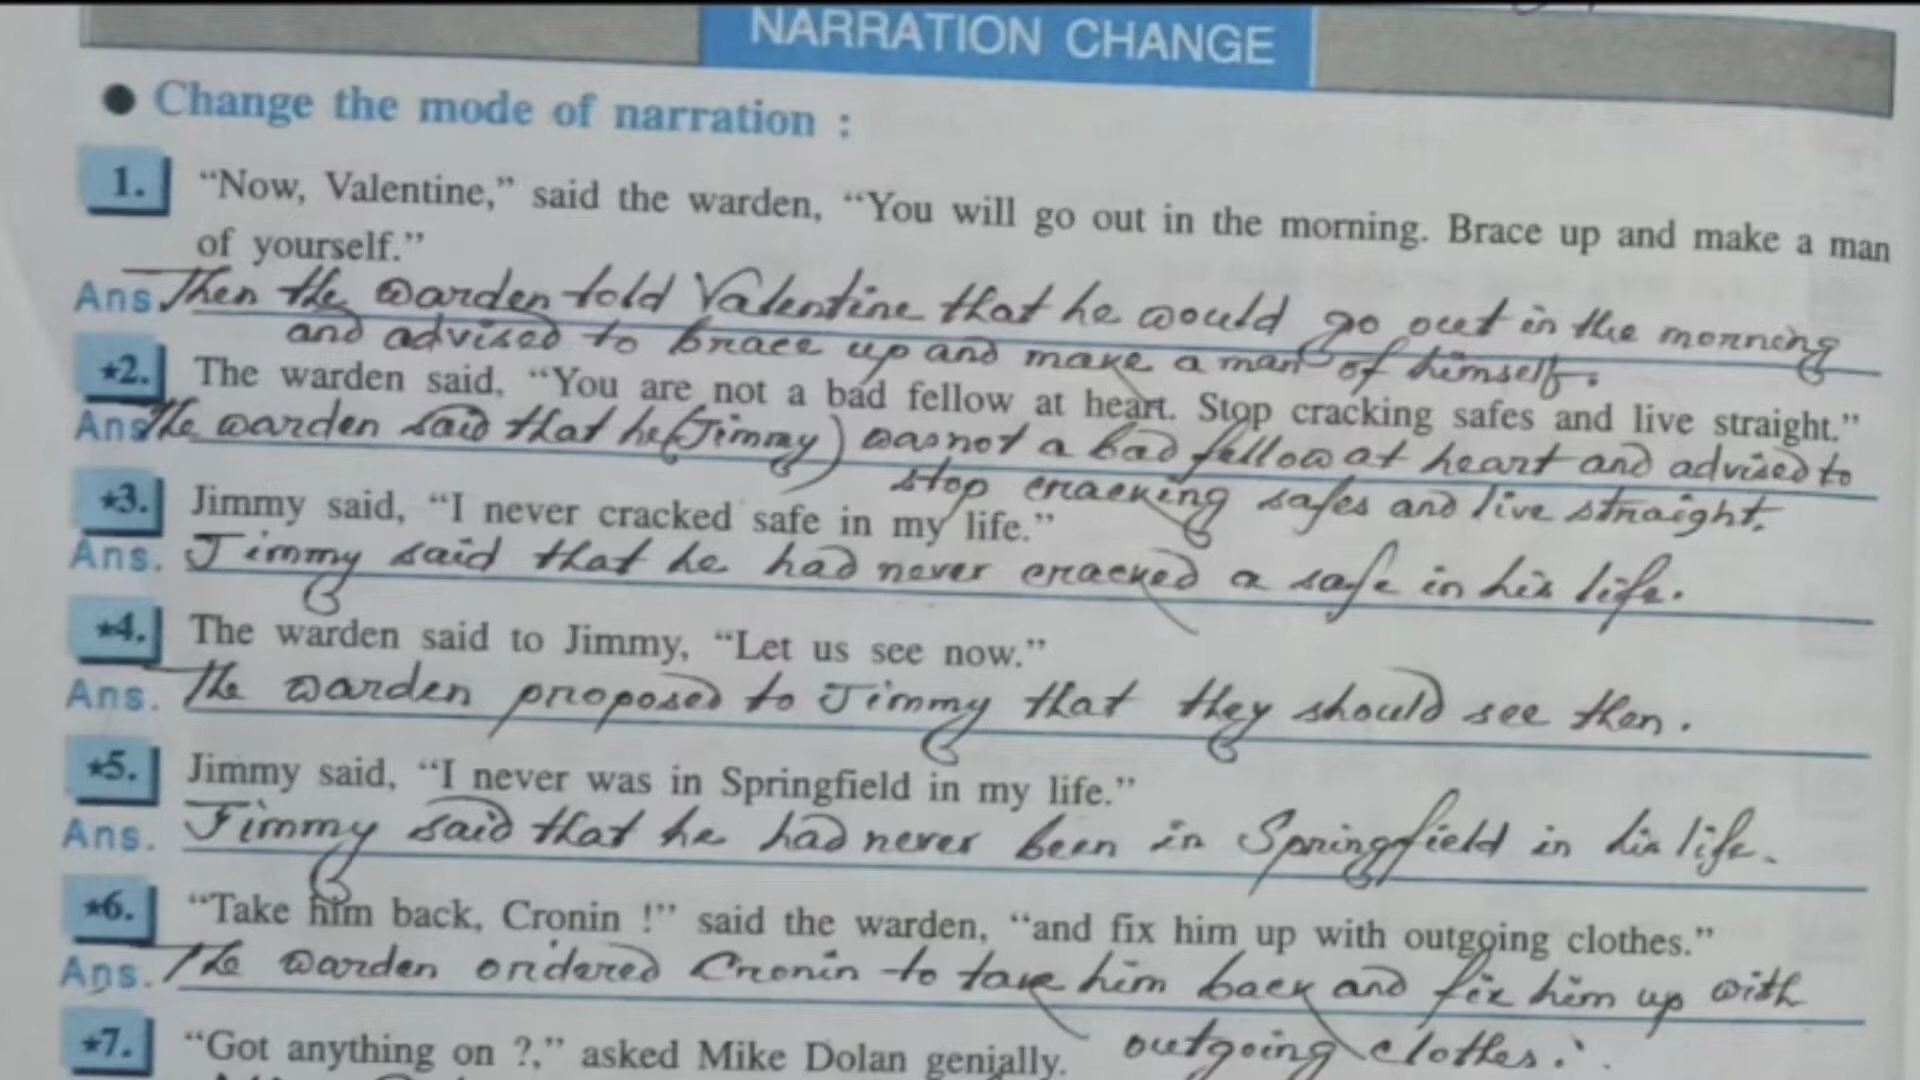 NARRATION CHANGE
● Change the mode of narration :
1. “Now, Valentine,” said the warden, “You will go out in the morning. Brace up and make a man
of yourself.”
Ans Then the warden told Valentine that he would go out in the morning
and advised to brace up and make a man of himself.
*2. The warden said, “You are not a bad fellow at heart. Stop cracking safes and live straight.”
Ans The warden said that he (Jimmy) was not a bad fellow at heart and advised to
stop cracking safes and live straight.
*3. Jimmy said, “I never cracked safe in my life.”
Ans. Jimmy said that he had never cracked a safe in his life.
*4. The warden said to Jimmy, “Let us see now.”
Ans. The warden proposed to Jimmy that they should see then.
*5. Jimmy said, “I never was in Springfield in my life.”
Ans. Jimmy said that he had never been in Springfield in his life.
*6. “Take him back, Cronin !” said the warden, “and fix him up with outgoing clothes.”
Ans. The warden ordered Cronin to take him back and fix him up with
outgoing clothes.
*7. “Got anything on ?,” asked Mike Dolan genially.